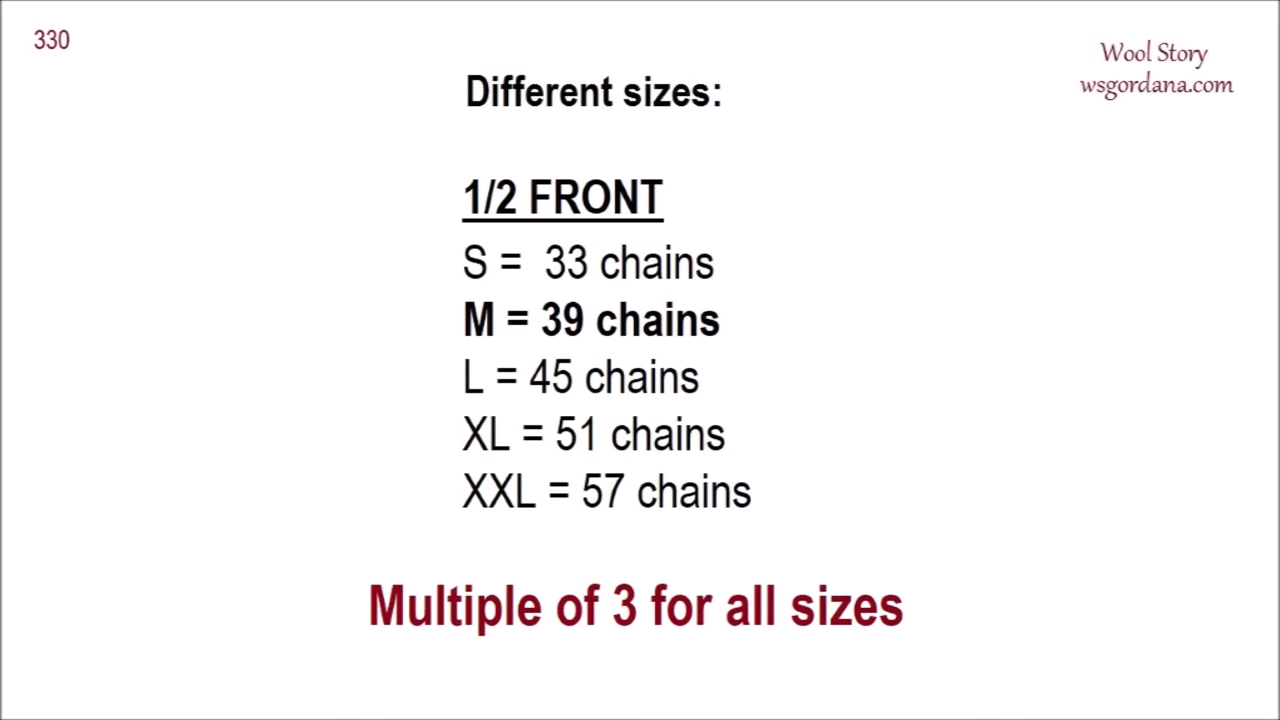 330
Wool Story
wsgordana.com
Different sizes:
1/2 FRONT
S = 33 chains
M = 39 chains
L = 45 chains
XL = 51 chains
XXL = 57 chains
Multiple of 3 for all sizes